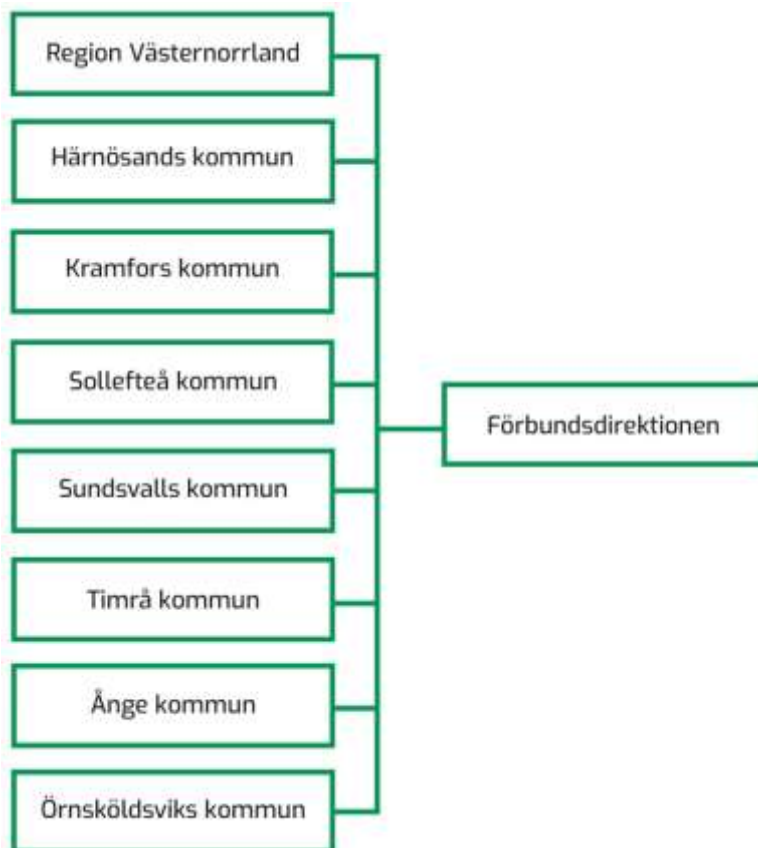 Region Västernorrland
Härnösands kommun
Kramfors kommun
Sollefteå kommun
Sundsvalls kommun
Timrå kommun
Ånge kommun
Örnsköldsviks kommun
Förbundsdirektionen